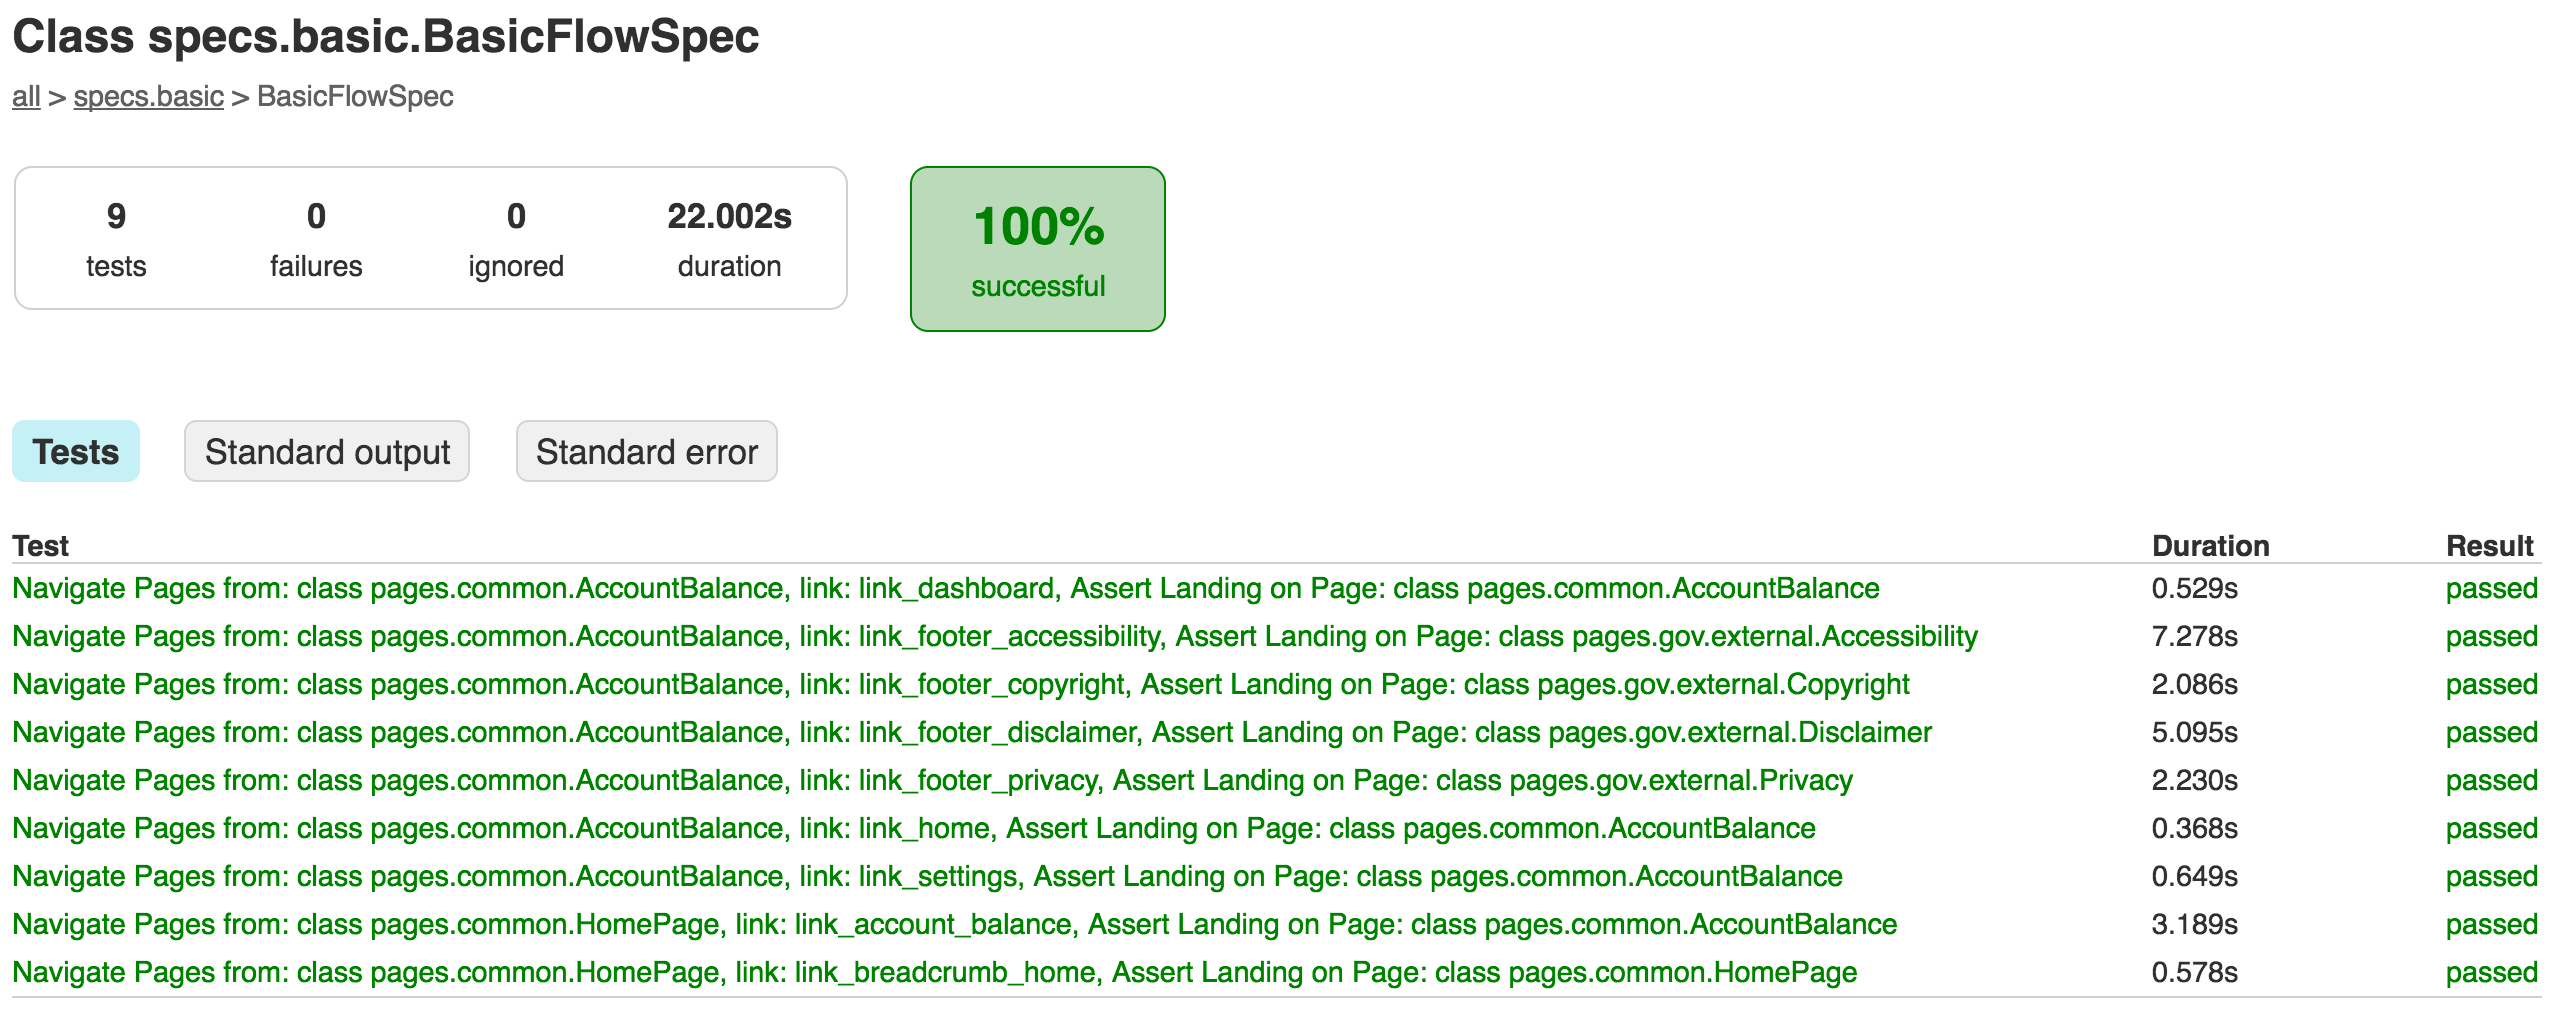 Class specs.basic.BasicFlowSpec
all > specs.basic > BasicFlowSpec
9 0 0 22.002s
tests failures ignored duration
100%
successful
Tests Standard output Standard error
Test Duration Result
Navigate Pages from: class pages.common.AccountBalance, link: link_dashboard, Assert Landing on Page: class pages.common.AccountBalance 0.529s passed
Navigate Pages from: class pages.common.AccountBalance, link: link_footer_accessibility, Assert Landing on Page: class pages.gov.external.Accessibility 7.278s passed
Navigate Pages from: class pages.common.AccountBalance, link: link_footer_copyright, Assert Landing on Page: class pages.gov.external.Copyright 2.086s passed
Navigate Pages from: class pages.common.AccountBalance, link: link_footer_disclaimer, Assert Landing on Page: class pages.gov.external.Disclaimer 5.095s passed
Navigate Pages from: class pages.common.AccountBalance, link: link_footer_privacy, Assert Landing on Page: class pages.gov.external.Privacy 2.230s passed
Navigate Pages from: class pages.common.AccountBalance, link: link_home, Assert Landing on Page: class pages.common.AccountBalance 0.368s passed
Navigate Pages from: class pages.common.AccountBalance, link: link_settings, Assert Landing on Page: class pages.common.AccountBalance 0.649s passed
Navigate Pages from: class pages.common.HomePage, link: link_account_balance, Assert Landing on Page: class pages.common.AccountBalance 3.189s passed
Navigate Pages from: class pages.common.HomePage, link: link_breadcrumb_home, Assert Landing on Page: class pages.common.HomePage 0.578s passed